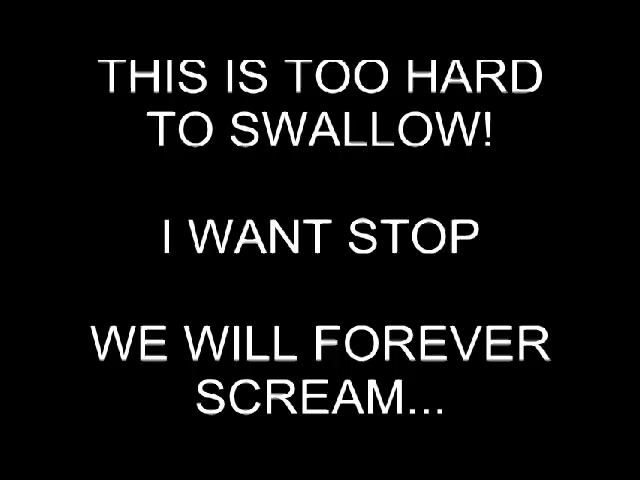 THIS IS TOO HARD
TO SWALLOW!
I WANT STOP
WE WILL FOREVER
SCREAM...